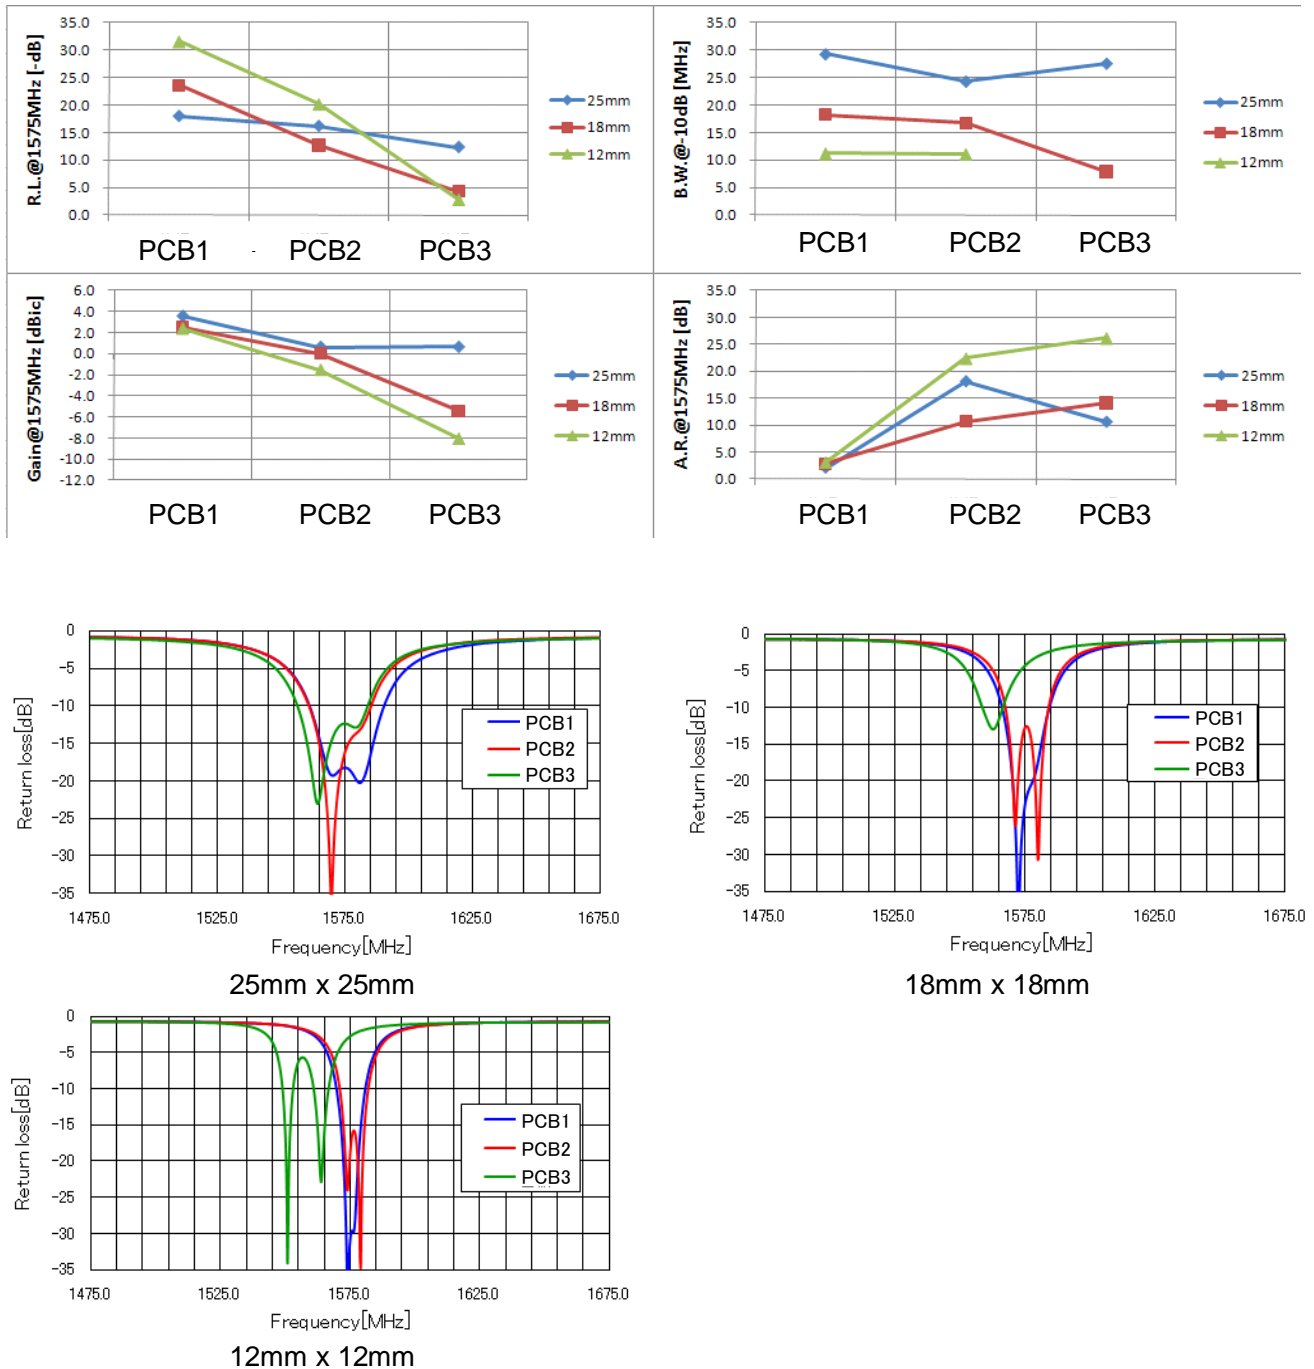 R.L.@1575MHz [-dB]
35.0
30.0
25.0
20.0
15.0
10.0
5.0
0.0
25mm
18mm
12mm
PCB1 - PCB2 PCB3
B.W.@-10dB [MHz]
35.0
30.0
25.0
20.0
15.0
10.0
5.0
0.0
25mm
18mm
12mm
PCB1 PCB2 PCB3
Gain@1575MHz [dBic]
6.0
4.0
2.0
0.0
-2.0
-4.0
-6.0
-8.0
-10.0
-12.0
25mm
18mm
12mm
PCB1 PCB2 PCB3
A.R.@1575MHz [dB]
35.0
30.0
25.0
20.0
15.0
10.0
5.0
0.0
25mm
18mm
12mm
PCB1 PCB2 PCB3
Return loss[dB]
0
-5
-10
-15
-20
-25
-30
-35
PCB1
PCB2
PCB3
1475.0 1525.0 1575.0 1625.0 1675.0
Frequency[MHz]
25mm x 25mm
Return loss[dB]
0
-5
-10
-15
-20
-25
-30
-35
PCB1
PCB2
PCB3
1475.0 1525.0 1575.0 1625.0 1675.0
Frequency[MHz]
18mm x 18mm
Return loss[dB]
0
-5
-10
-15
-20
-25
-30
-35
PCB1
PCB2
PCB3
1475.0 1525.0 1575.0 1625.0 1675.0
Frequency[MHz]
12mm x 12mm